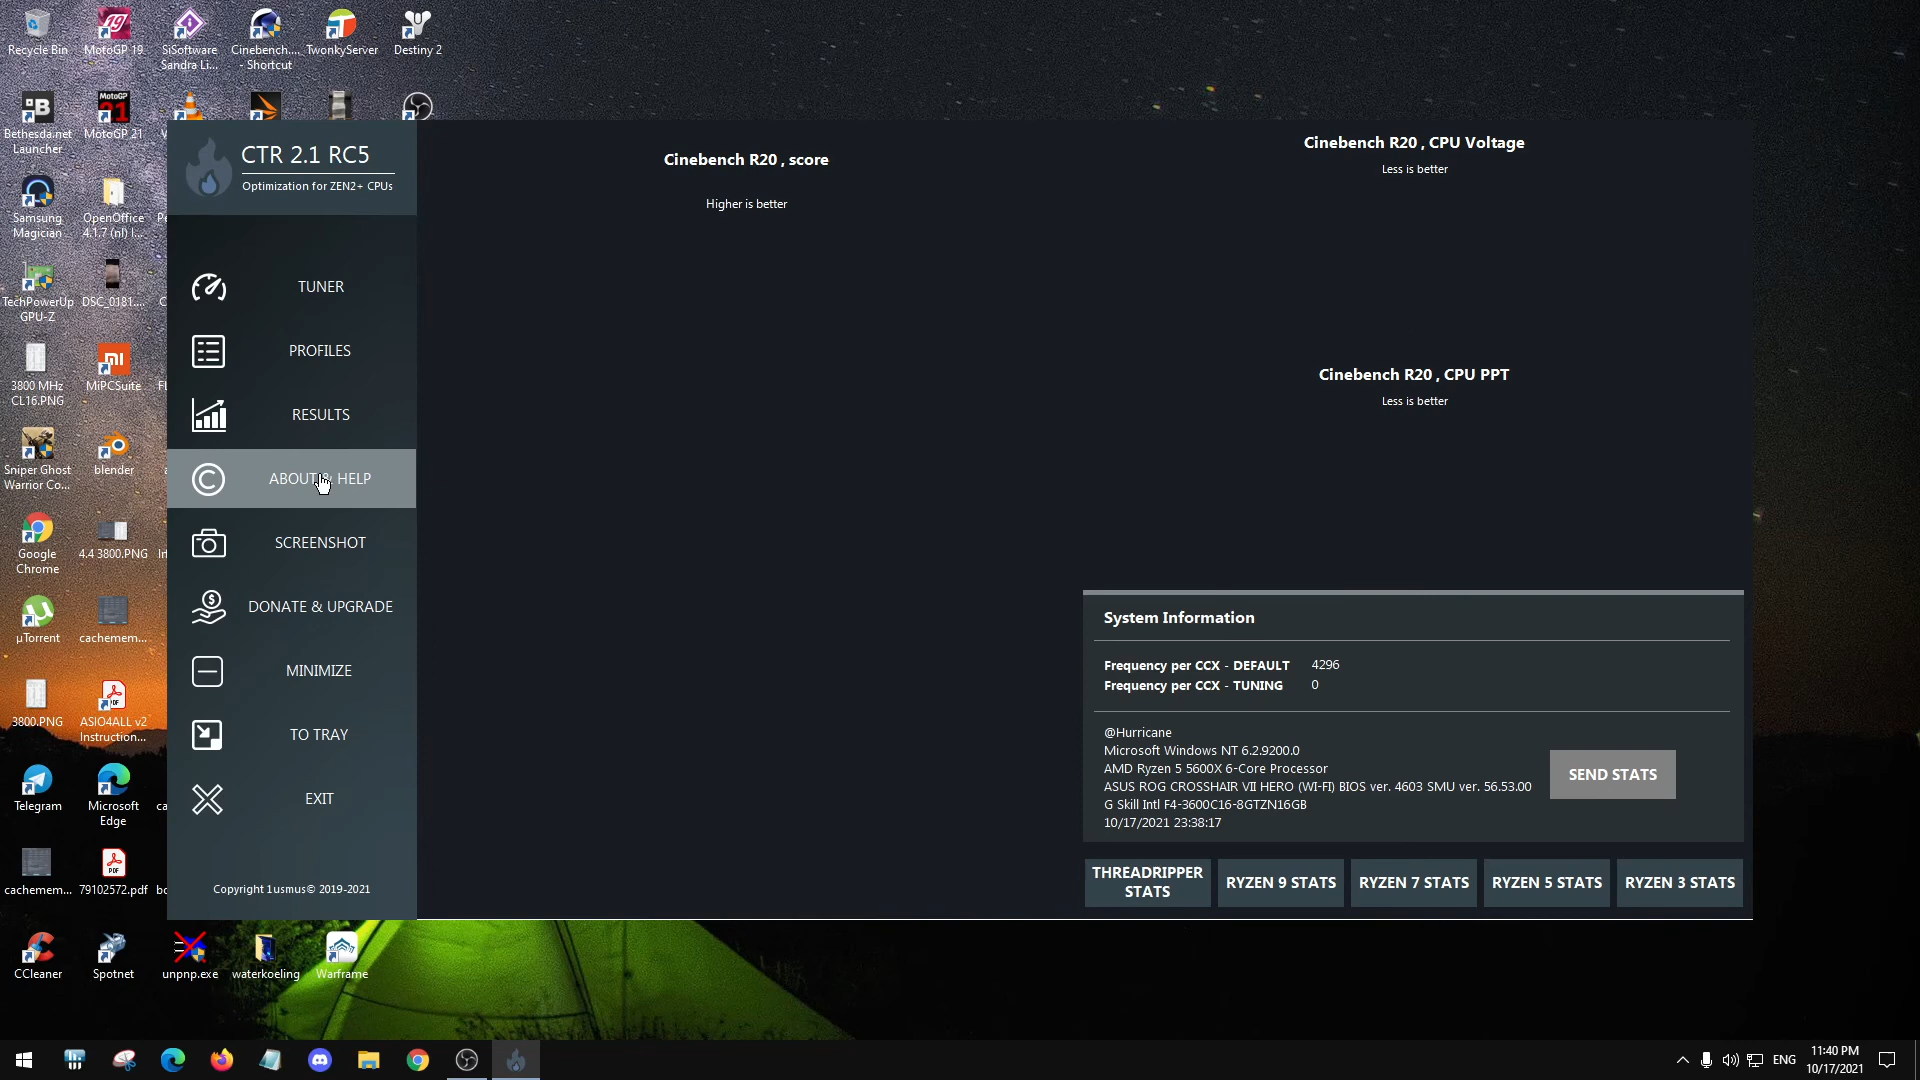 Recycle Bin
MotoGP 19
SiSoftware
Sandra Li...
Cinebench....
- Shortcut
TwonkyServer
Destiny 2
Bethesda.net
Launcher
MotoGP 21
Samsung
Magician
OpenOffice
4.1.7 (nl) I...
TechPowerUp
GPU-Z
DSC_0181....
3800 MHz
CL16.PNG
MiPCSuite
Sniper Ghost
Warrior Co...
blender
Google
Chrome
4.4 3800.PNG
µTorrent
cachemem...
3800.PNG
ASIO4ALL v2
Instruction...
Telegram
Microsoft
Edge
cachemem...
79102572.pdf
CCleaner
Spotnet
unpnp.exe
waterkoeling
Warframe
CTR 2.1 RC5
Optimization for ZEN2+ CPUs
TUNER
PROFILES
RESULTS
ABOUT & HELP
SCREENSHOT
DONATE & UPGRADE
MINIMIZE
TO TRAY
EXIT
Copyright 1usmus© 2019-2021
Cinebench R20 , score
Higher is better
Cinebench R20 , CPU Voltage
Less is better
Cinebench R20 , CPU PPT
Less is better
System Information
Frequency per CCX - DEFAULT 4296
Frequency per CCX - TUNING 0
@Hurricane
Microsoft Windows NT 6.2.9200.0
AMD Ryzen 5 5600X 6-Core Processor
ASUS ROG CROSSHAIR VII HERO (WI-FI) BIOS ver. 4603 SMU ver. 56.53.00
G Skill Intl F4-3600C16-8GTZN16GB
10/17/2021 23:38:17
SEND STATS
THREADRIPPER
STATS
RYZEN 9 STATS
RYZEN 7 STATS
RYZEN 5 STATS
RYZEN 3 STATS
ENG
11:40 PM
10/17/2021